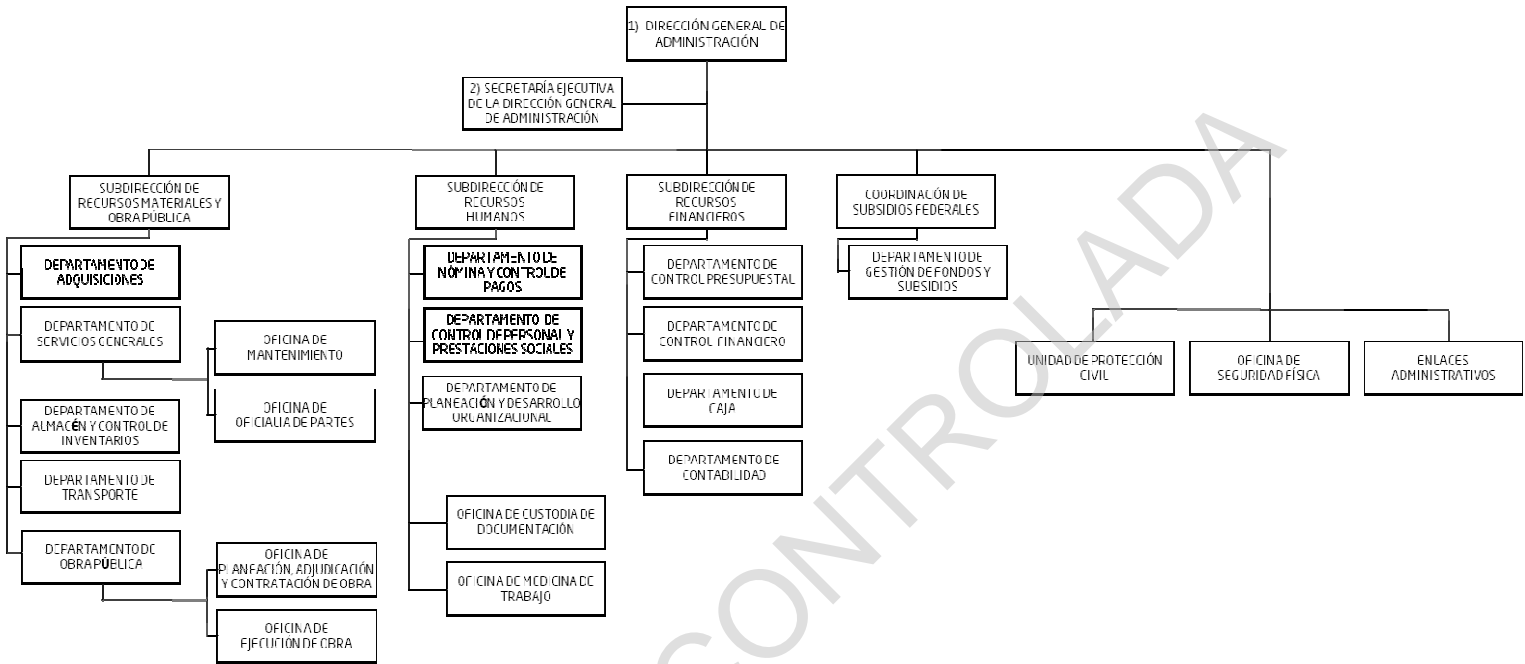 1) DIRECCIÓN GENERAL DE
ADMINISTRACIÓN
2) SECRETARÍA EJECUTIVA
DE LA DIRECCIÓN GENERAL
DE ADMINISTRACIÓN
SUBDIRECCIÓN DE
RECURSOS MATERIALES Y
OBRA PÚBLICA
SUBDIRECCIÓN DE
RECURSOS
HUMANOS
SUBDIRECCIÓN DE
RECURSOS
FINANCIEROS
COORDINACIÓN DE
SUBSIDIOS FEDERALES
DEPARTAMENTO DE
ADQUISICIONES
DEPARTAMENTO DE
SERVICIOS GENERALES
OFICINA DE
MANTENIMIENTO
OFICINA DE
OFICIALIA DE PARTES
DEPARTAMENTO DE
ALMACÉN Y CONTROL DE
INVENTARIOS
DEPARTAMENTO DE
TRANSPORTE
DEPARTAMENTO DE
OBRA PÚBLICA
OFICINA DE
PLANEACIÓN, ADJUDICACIÓN
Y CONTRATACIÓN DE OBRA
OFICINA DE
EJECUCIÓN DE OBRA
DEPARTAMENTO DE
NÓMINA Y CONTROL DE
PAGOS
DEPARTAMENTO DE
CONTROL DE PERSONAL Y
PRESTACIONES SOCIALES
DEPARTAMENTO DE
PLANEACIÓN Y DESARROLLO
ORGANIZACIONAL
OFICINA DE CUSTODIA DE
DOCUMENTACIÓN
OFICINA DE MEDICINA DE
TRABAJO
DEPARTAMENTO DE
CONTROL PRESUPUESTAL
DEPARTAMENTO DE
CONTROL FINANCIERO
DEPARTAMENTO DE
CAJA
DEPARTAMENTO DE
CONTABILIDAD
DEPARTAMENTO DE
GESTIÓN DE FONDOS Y
SUBSIDIOS
UNIDAD DE PROTECCIÓN
CIVIL
OFICINA DE
SEGURIDAD FÍSICA
ENLACES
ADMINISTRATIVOS
CONTROLADA